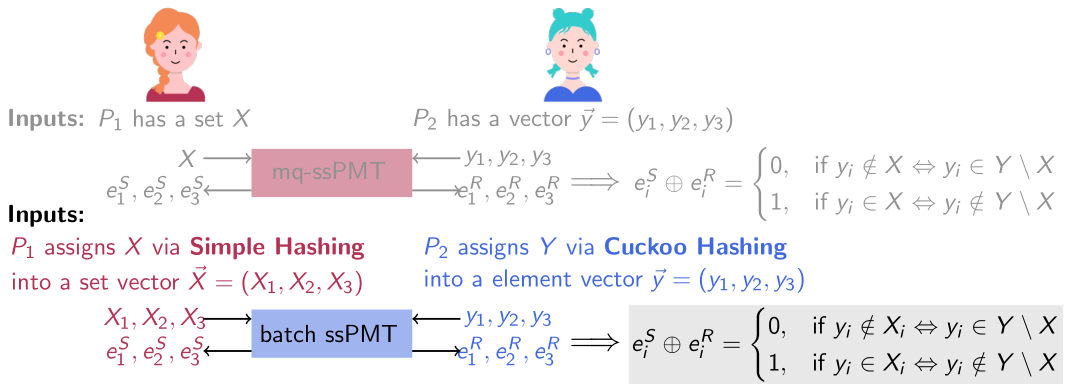 Inputs: P₁ has a set X P₂ has a vector y⃗ = (y₁, y₂, y₃)
X mq-ssPMT y₁, y₂, y₃
e₁ˢ, e₂ˢ, e₃ˢ e₁ᴿ, e₂ᴿ, e₃ᴿ ⟹ eᵢˢ ⊕ eᵢᴿ = { 0, if yᵢ ∉ X ⇔ yᵢ ∈ Y \ X
1, if yᵢ ∈ X ⇔ yᵢ ∉ Y \ X
Inputs:
P₁ assigns X via Simple Hashing
into a set vector X⃗ = (X₁, X₂, X₃)
P₂ assigns Y via Cuckoo Hashing
into a element vector y⃗ = (y₁, y₂, y₃)
X₁, X₂, X₃ batch ssPMT y₁, y₂, y₃
e₁ˢ, e₂ˢ, e₃ˢ e₁ᴿ, e₂ᴿ, e₃ᴿ ⟹ eᵢˢ ⊕ eᵢᴿ = { 0, if yᵢ ∉ Xᵢ ⇔ yᵢ ∈ Y \ X
1, if yᵢ ∈ Xᵢ ⇔ yᵢ ∉ Y \ X